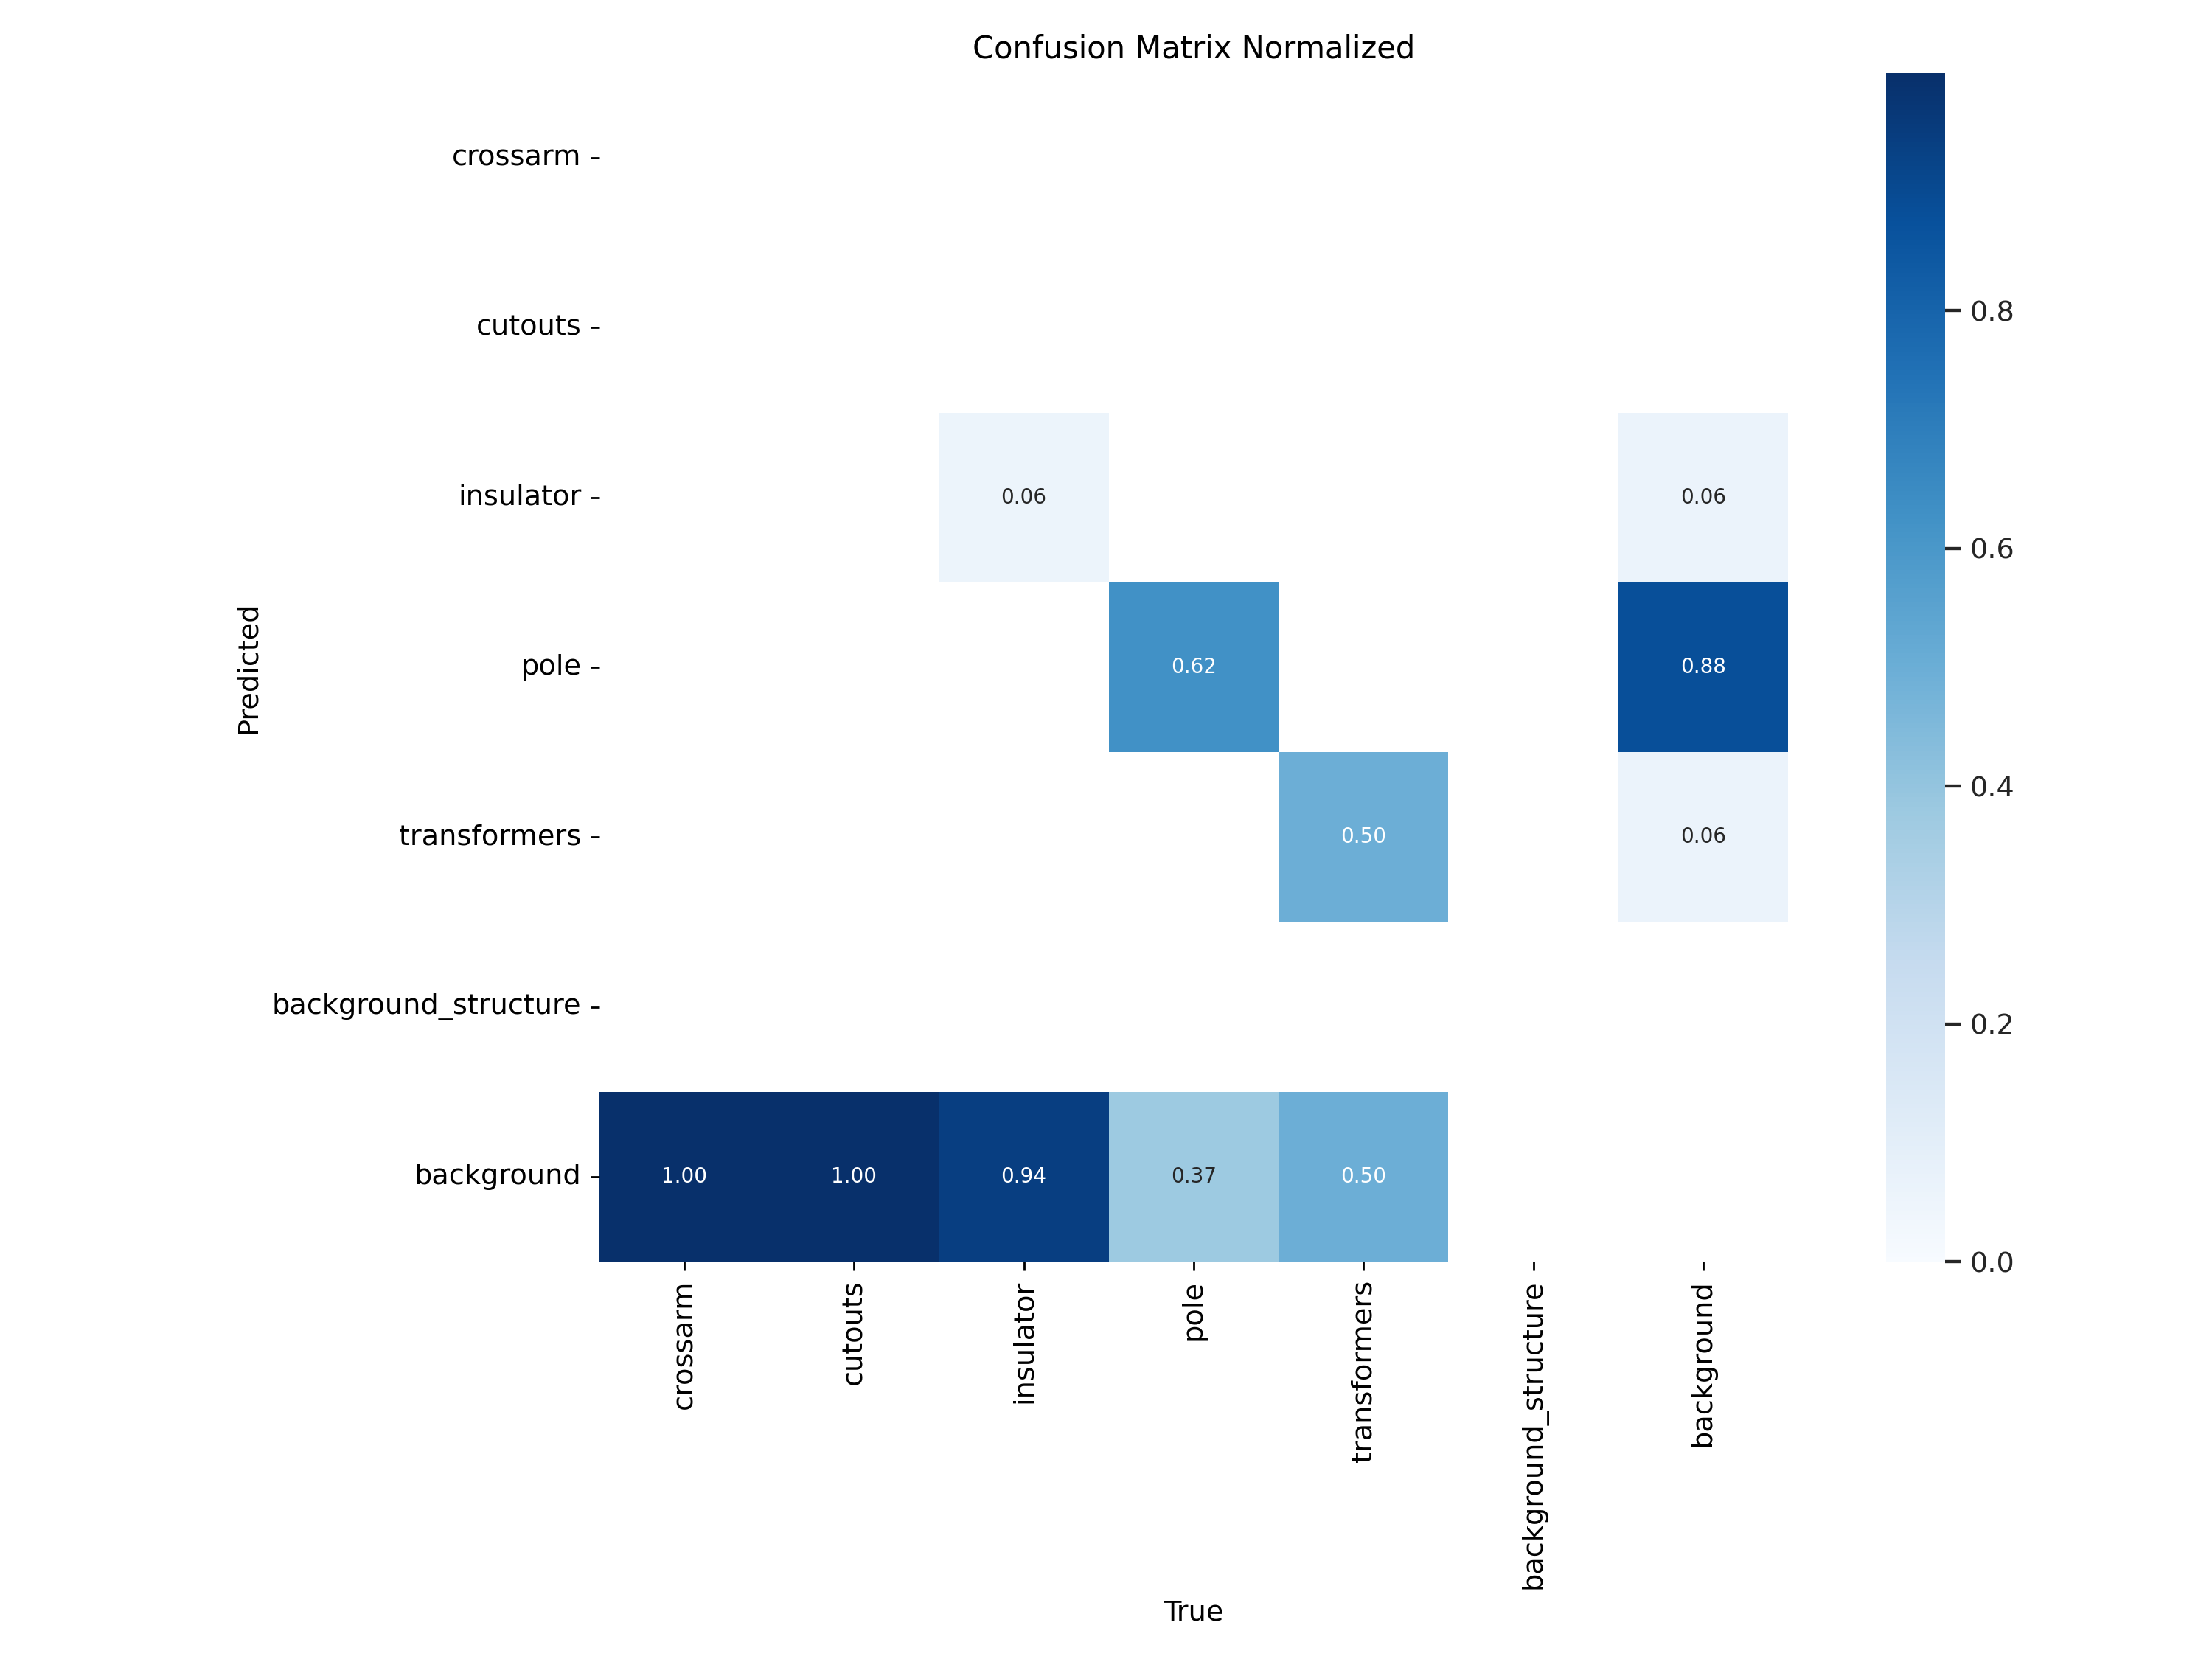 Confusion Matrix Normalized
crossarm
cutouts
insulator
pole
transformers
background_structure
background
Predicted
0.06
0.06
0.62
0.88
0.50
0.06
1.00
1.00
0.94
0.37
0.50
crossarm
cutouts
insulator
pole
transformers
background_structure
background
True
0.8
0.6
0.4
0.2
0.0